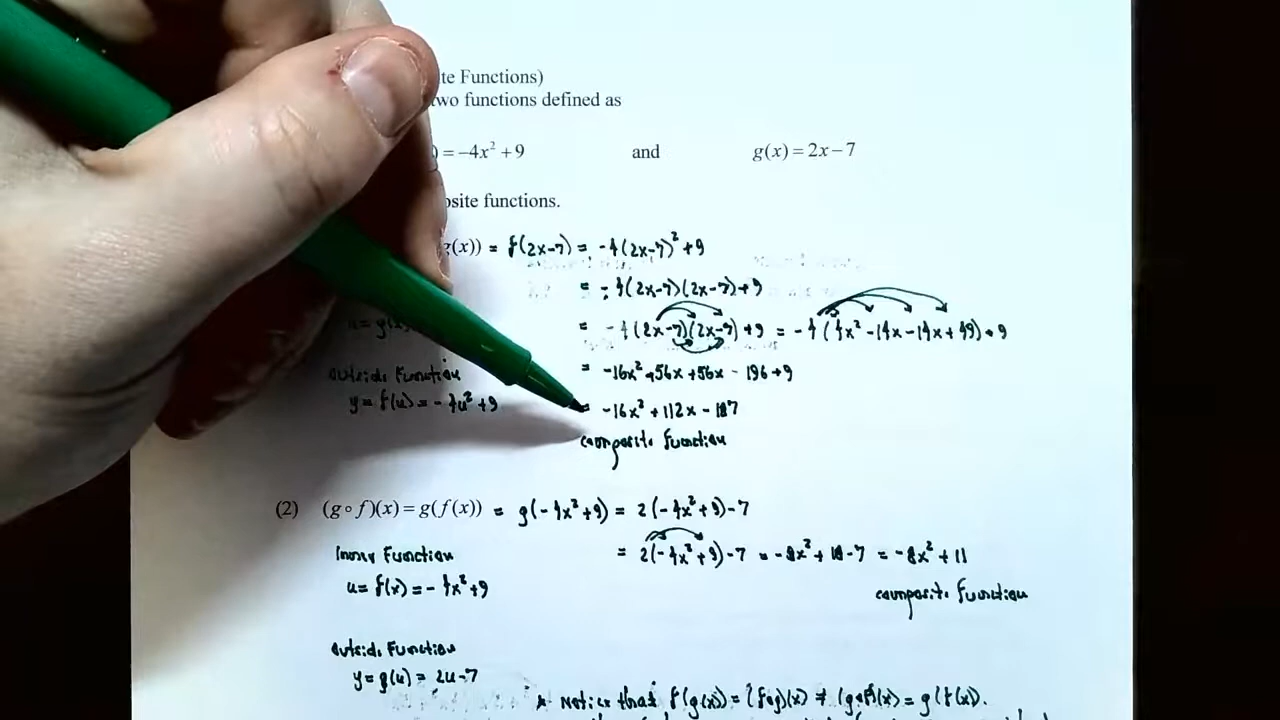 te Functions)
two functions defined as
) = −4x² + 9 and g(x) = 2x − 7
osite functions.
g(x)) = f(2x-7) = -4(2x-7)² + 9
= -4(2x-7)(2x-7)+9
= -4(2x-7)(2x-7)+9 = -4(4x²-14x-14x+49)+9
= -16x²+56x+56x-196+9
outside Function
y = f(u) = -4u²+9 = -16x²+112x-187
composite function
(2) (g∘f)(x) = g(f(x)) = g(-4x²+9) = 2(-4x²+9)-7
Inner Function = 2(-4x²+9)-7 = -8x²+18-7 = -8x²+11
u = f(x) = -4x²+9 composite function
outside Function
y = g(u) = 2u-7
* Notice that f(g(x)) = (f∘g)(x) ≠ (g∘f)(x) = g(f(x)).